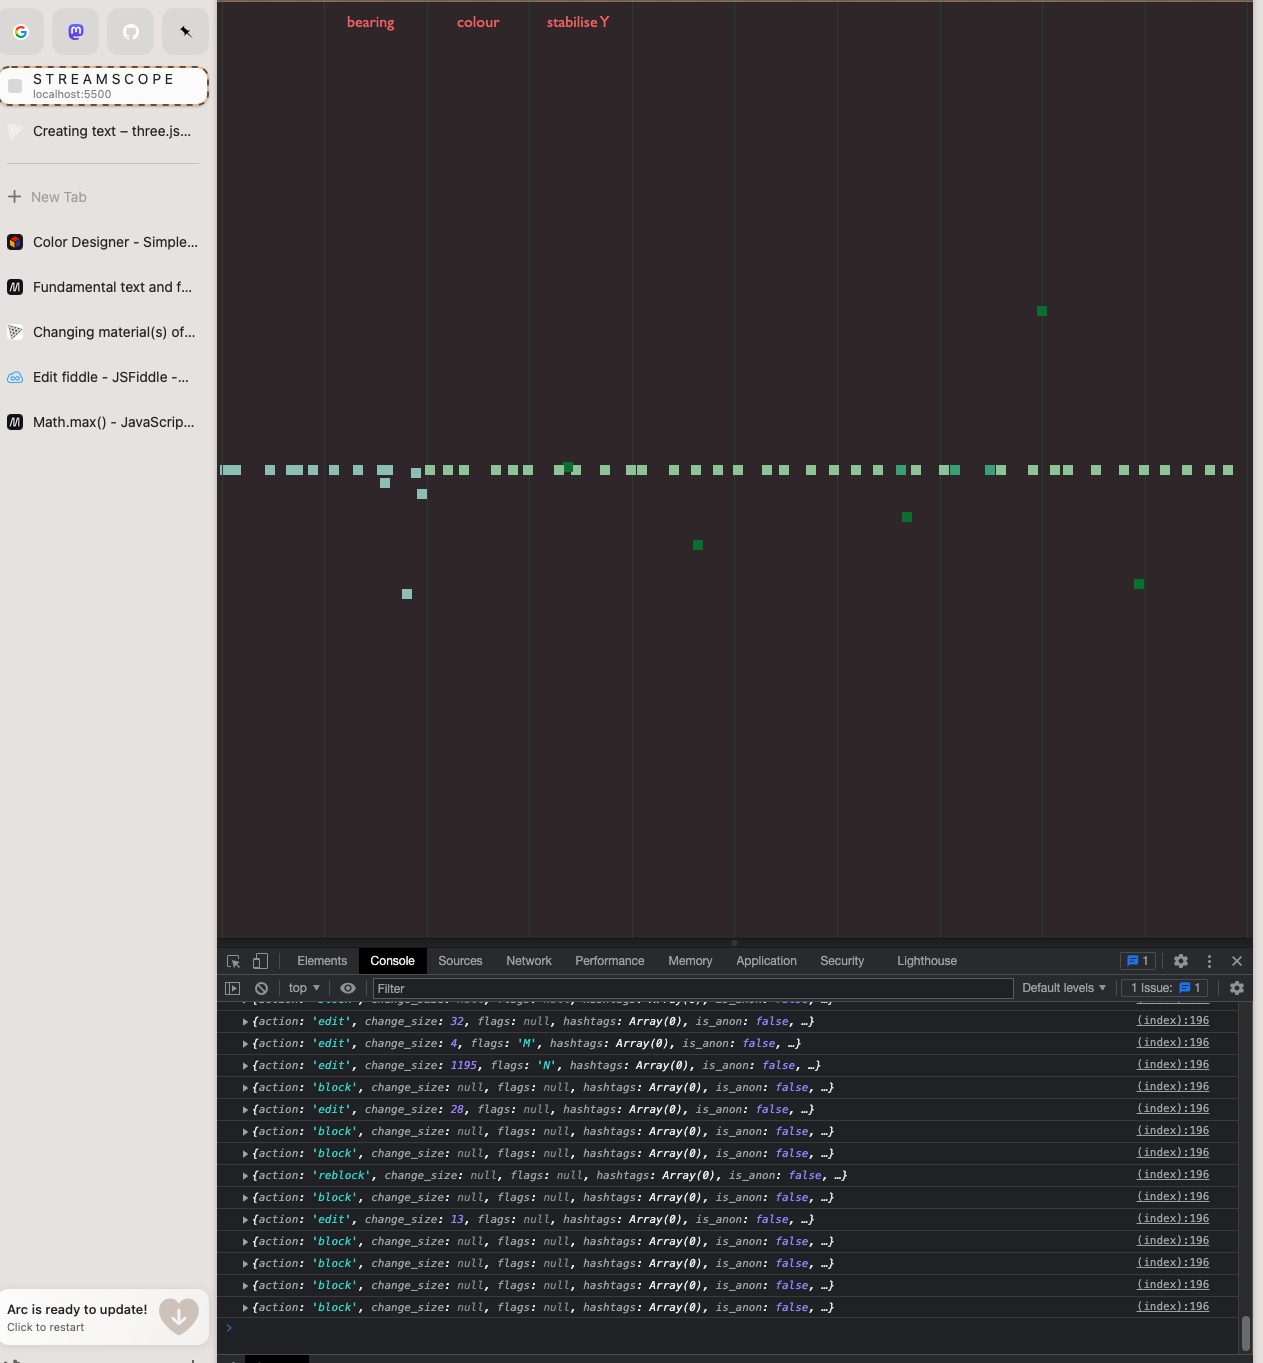 STREAMSCOPE
localhost:5500
Creating text – three.js...
New Tab
Color Designer - Simple...
Fundamental text and f...
Changing material(s) of...
Edit fiddle - JSFiddle -...
Math.max() - JavaScrip...
Arc is ready to update!
Click to restart
bearing colour stabilise Y
Elements Console Sources Network Performance Memory Application Security Lighthouse 1
top Filter Default levels 1 Issue: 1
{action: 'edit', change_size: 32, flags: null, hashtags: Array(0), is_anon: false, …} (index):196
{action: 'edit', change_size: 4, flags: 'M', hashtags: Array(0), is_anon: false, …} (index):196
{action: 'edit', change_size: 1195, flags: 'N', hashtags: Array(0), is_anon: false, …} (index):196
{action: 'block', change_size: null, flags: null, hashtags: Array(0), is_anon: false, …} (index):196
{action: 'edit', change_size: 28, flags: null, hashtags: Array(0), is_anon: false, …} (index):196
{action: 'block', change_size: null, flags: null, hashtags: Array(0), is_anon: false, …} (index):196
{action: 'block', change_size: null, flags: null, hashtags: Array(0), is_anon: false, …} (index):196
{action: 'reblock', change_size: null, flags: null, hashtags: Array(0), is_anon: false, …} (index):196
{action: 'block', change_size: null, flags: null, hashtags: Array(0), is_anon: false, …} (index):196
{action: 'edit', change_size: 13, flags: null, hashtags: Array(0), is_anon: false, …} (index):196
{action: 'block', change_size: null, flags: null, hashtags: Array(0), is_anon: false, …} (index):196
{action: 'block', change_size: null, flags: null, hashtags: Array(0), is_anon: false, …} (index):196
{action: 'block', change_size: null, flags: null, hashtags: Array(0), is_anon: false, …} (index):196
{action: 'block', change_size: null, flags: null, hashtags: Array(0), is_anon: false, …} (index):196